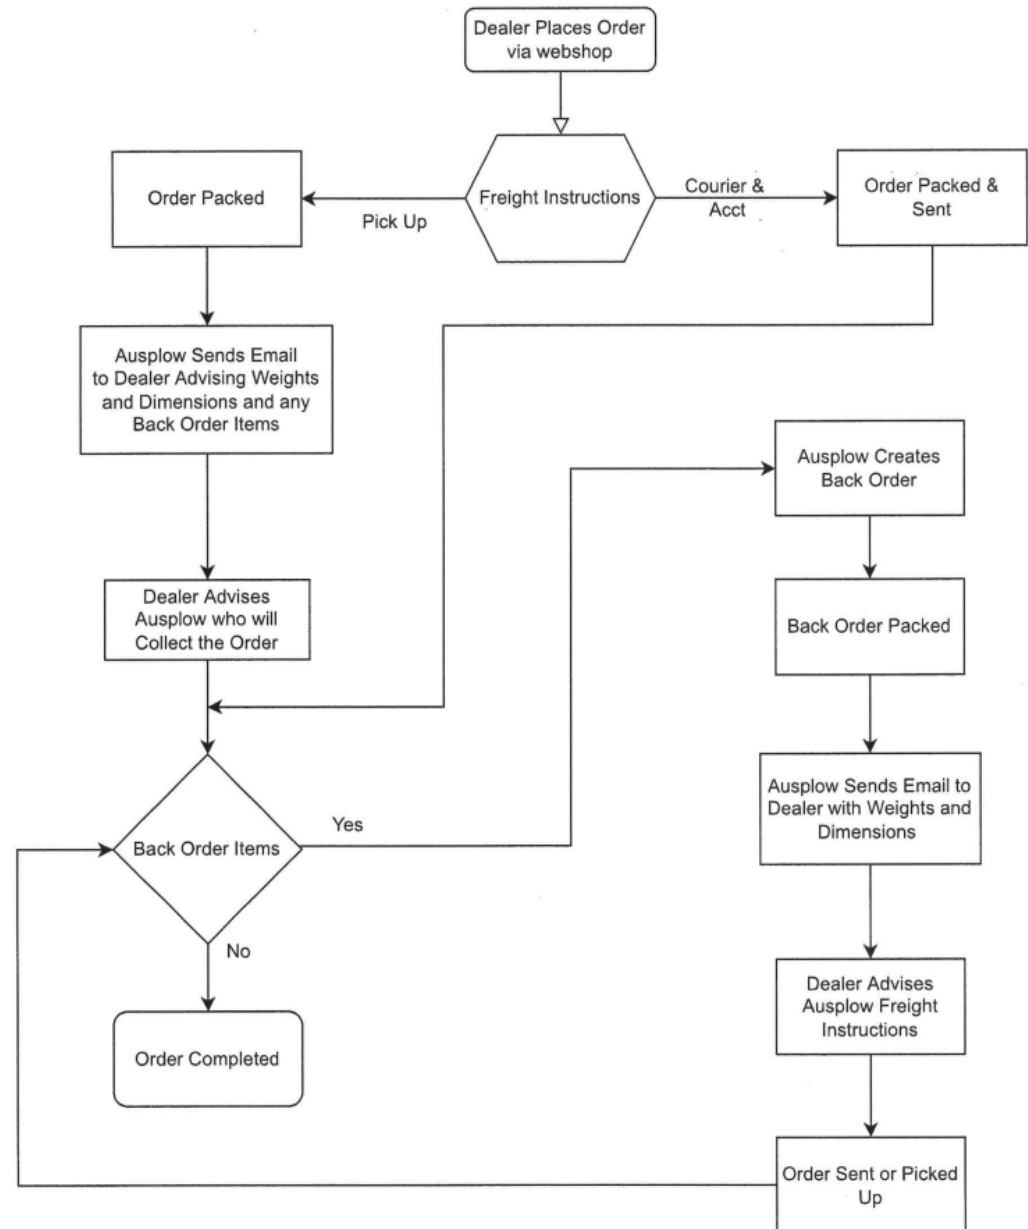 Dealer Places Order
via webshop
Freight Instructions
Order Packed
Pick Up
Courier &
Acct
Order Packed &
Sent
Ausplow Sends Email
to Dealer Advising Weights
and Dimensions and any
Back Order Items
Dealer Advises
Ausplow who will
Collect the Order
Back Order Items
Yes
No
Order Completed
Ausplow Creates
Back Order
Back Order Packed
Ausplow Sends Email to
Dealer with Weights and
Dimensions
Dealer Advises
Ausplow Freight
Instructions
Order Sent or Picked
Up